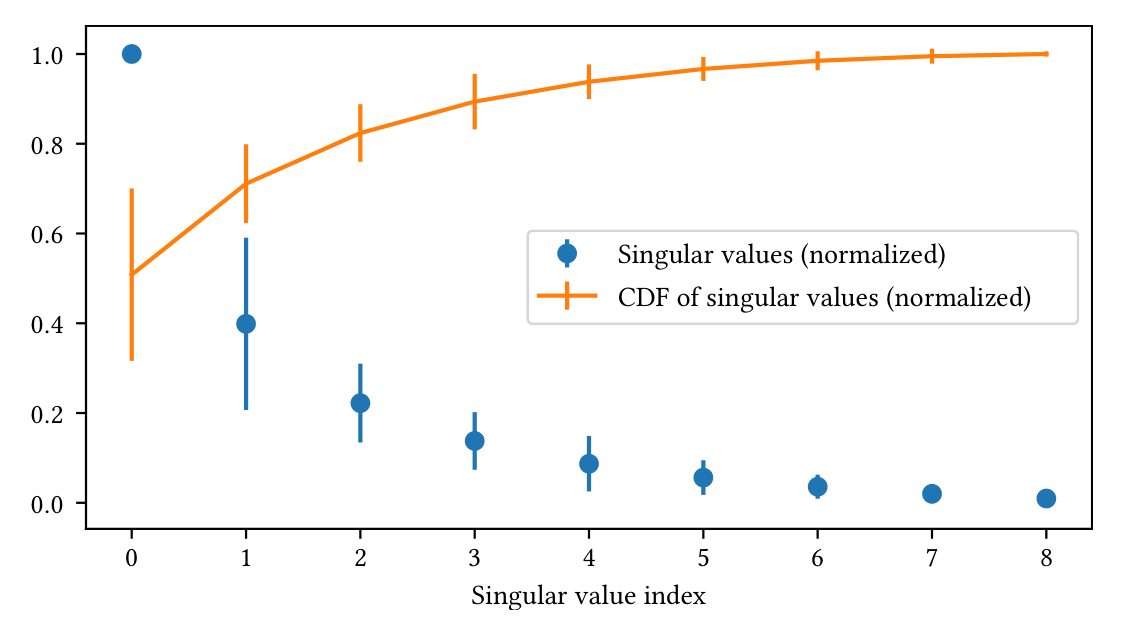 1.0
0.8
0.6
0.4
0.2
0.0
Singular values (normalized)
CDF of singular values (normalized)
0 1 2 3 4 5 6 7 8
Singular value index